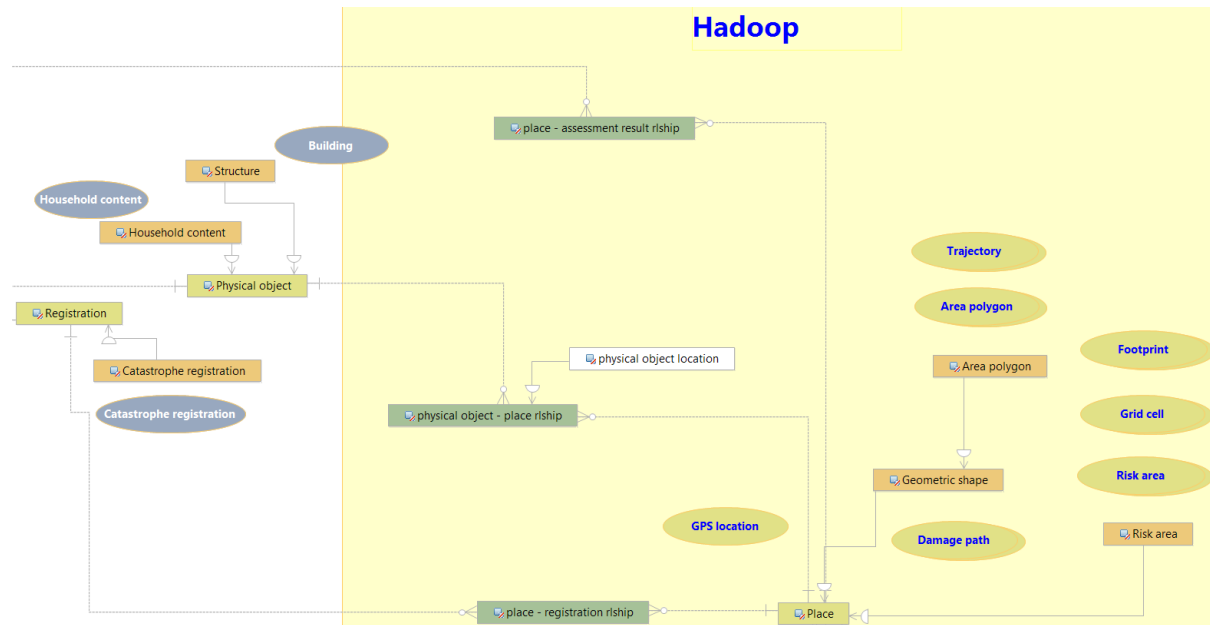 Hadoop
place - assessment result rlship
Building
Structure
Household content
Household content
Trajectory
Physical object
Area polygon
Registration
Footprint
physical object location
Area polygon
Catastrophe registration
Catastrophe registration
physical object - place rlship
Grid cell
Geometric shape
Risk area
GPS location
Damage path
Risk area
place - registration rlship
Place